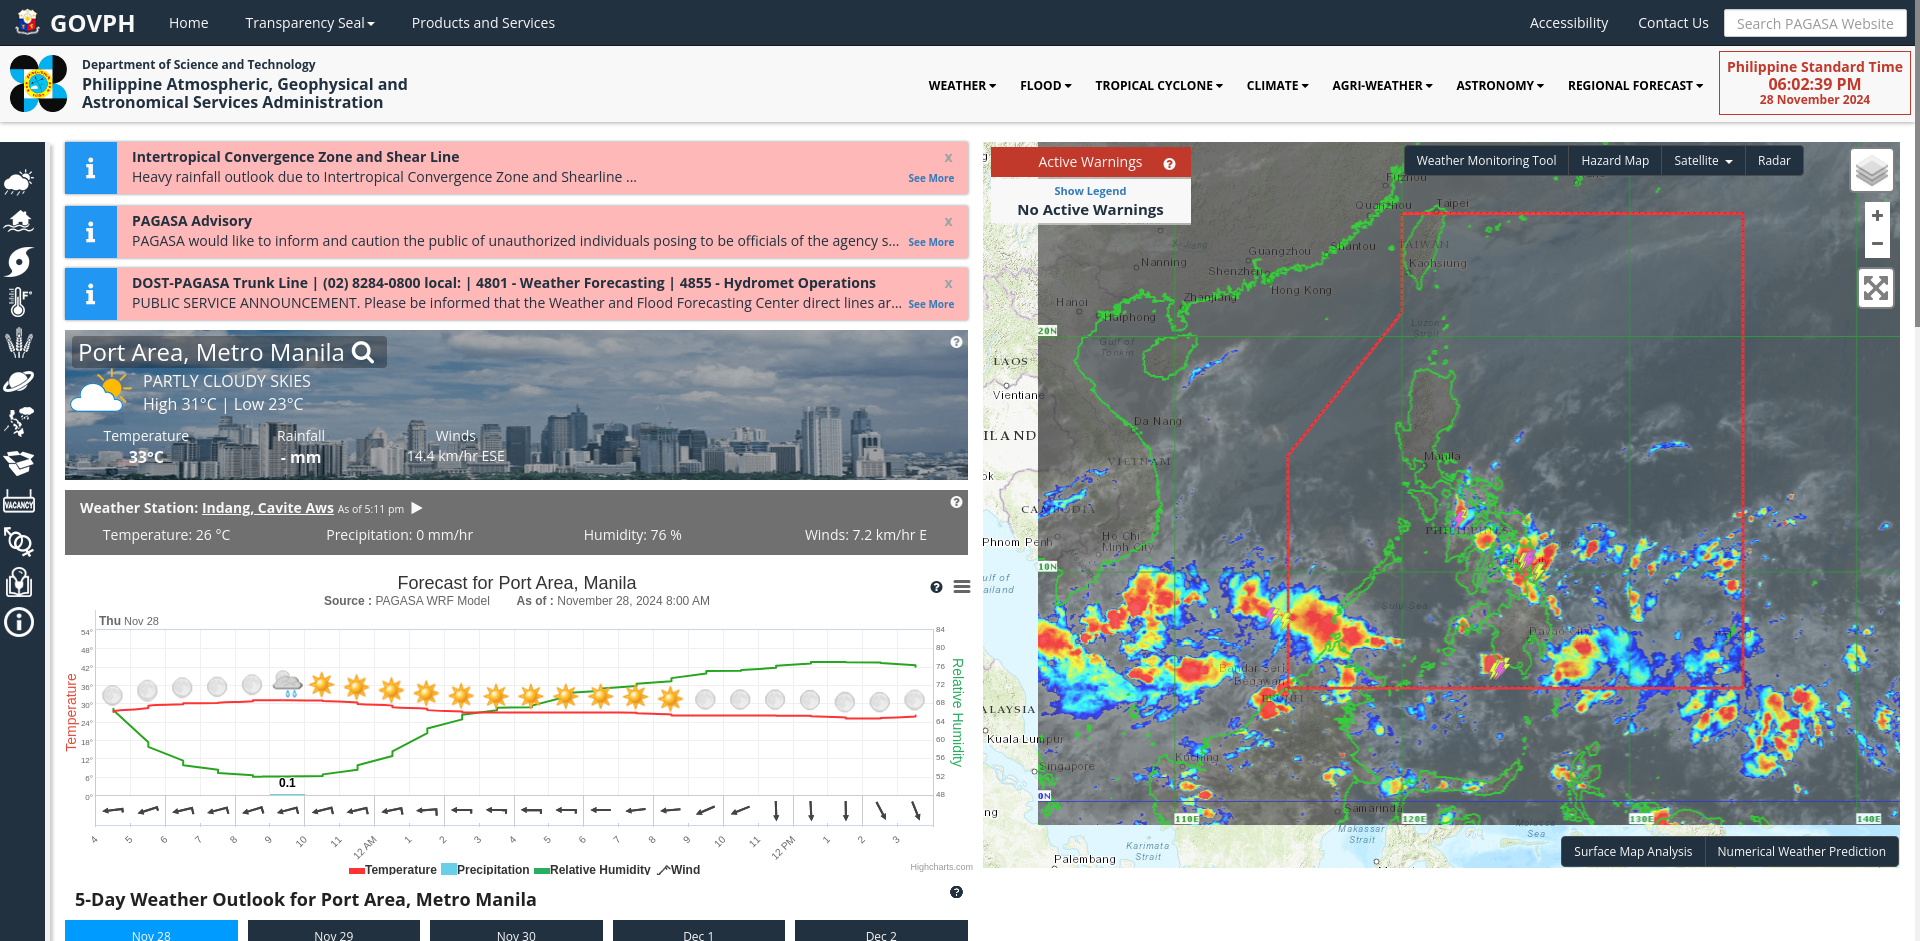 GOVPH
Home
Transparency Seal
Products and Services
Accessibility
Contact Us
Search PAGASA Website
Department of Science and Technology
Philippine Atmospheric, Geophysical and
Astronomical Services Administration
WEATHER
FLOOD
TROPICAL CYCLONE
CLIMATE
AGRI-WEATHER
ASTRONOMY
REGIONAL FORECAST
Philippine Standard Time
06:02:39 PM
28 November 2024
Intertropical Convergence Zone and Shear Line
x
Heavy rainfall outlook due to Intertropical Convergence Zone and Shearline ...
See More
PAGASA Advisory
x
PAGASA would like to inform and caution the public of unauthorized individuals posing to be officials of the agency s...
See More
DOST-PAGASA Trunk Line | (02) 8284-0800 local: | 4801 - Weather Forecasting | 4855 - Hydromet Operations
x
PUBLIC SERVICE ANNOUNCEMENT. Please be informed that the Weather and Flood Forecasting Center direct lines ar...
See More
Port Area, Metro Manila
PARTLY CLOUDY SKIES
High 31°C | Low 23°C
Temperature
33°C
Rainfall
- mm
Winds
14.4 km/hr ESE
Weather Station: Indang, Cavite Aws As of 5:11 pm
Temperature: 26 °C
Precipitation: 0 mm/hr
Humidity: 76 %
Winds: 7.2 km/hr E
VACANCY
Forecast for Port Area, Manila
Source : PAGASA WRF Model As of : November 28, 2024 8:00 AM
Thu Nov 28
Temperature
54°
48°
42°
36°
30°
24°
18°
12°
6°
0°
84
80
76
72
68
64
60
56
52
48
Relative Humidity
0.1
4
5
6
7
8
9
10
11
12 AM
1
2
3
4
5
6
7
8
9
10
11
12 PM
1
2
3
Temperature
Precipitation
Relative Humidity
Wind
Highcharts.com
5-Day Weather Outlook for Port Area, Metro Manila
Nov 28
Nov 29
Nov 30
Dec 1
Dec 2
Active Warnings
Show Legend
No Active Warnings
Weather Monitoring Tool
Hazard Map
Satellite
Radar
+
−
Fuzhou
Quanzhou
Taipei
Guangzhou
Shantou
TAIWAN
Nanning
Shenzhen
Kaohsiung
Hong Kong
Hanoi
Zhanjiang
Haiphong
20N
Luzon
Strait
Gulf of
Tonkin
LAOS
Vientiane
Da Nang
ILAND
VIETNAM
Manila
ok
CAMBODIA
PHILIPPINES
Phnom Penh
Ho Chi
Minh City
10N
ulf of
ailand
Sulu Sea
Davao City
Bandar Seri
Begawan
BRUNEI
ALAYSIA
Kuala Lumpur
Kuching
Singapore
0N
ng
Samarinda
110E
120E
130E
140E
Makassar
Strait
Molucca
Sea
Karimata
Strait
Palembang
Surface Map Analysis
Numerical Weather Prediction